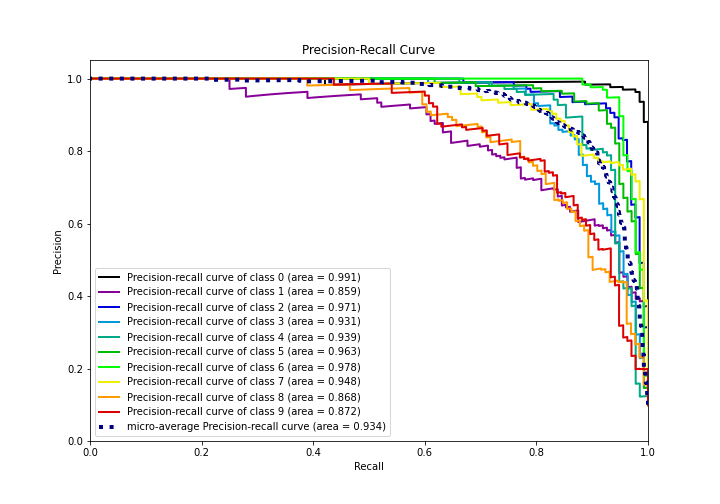 Precision-Recall Curve
1.0
0.8
0.6
0.4
0.2
0.0
Precision
Precision-recall curve of class 0 (area = 0.991)
Precision-recall curve of class 1 (area = 0.859)
Precision-recall curve of class 2 (area = 0.971)
Precision-recall curve of class 3 (area = 0.931)
Precision-recall curve of class 4 (area = 0.939)
Precision-recall curve of class 5 (area = 0.963)
Precision-recall curve of class 6 (area = 0.978)
Precision-recall curve of class 7 (area = 0.948)
Precision-recall curve of class 8 (area = 0.868)
Precision-recall curve of class 9 (area = 0.872)
micro-average Precision-recall curve (area = 0.934)
0.0 0.2 0.4 0.6 0.8 1.0
Recall